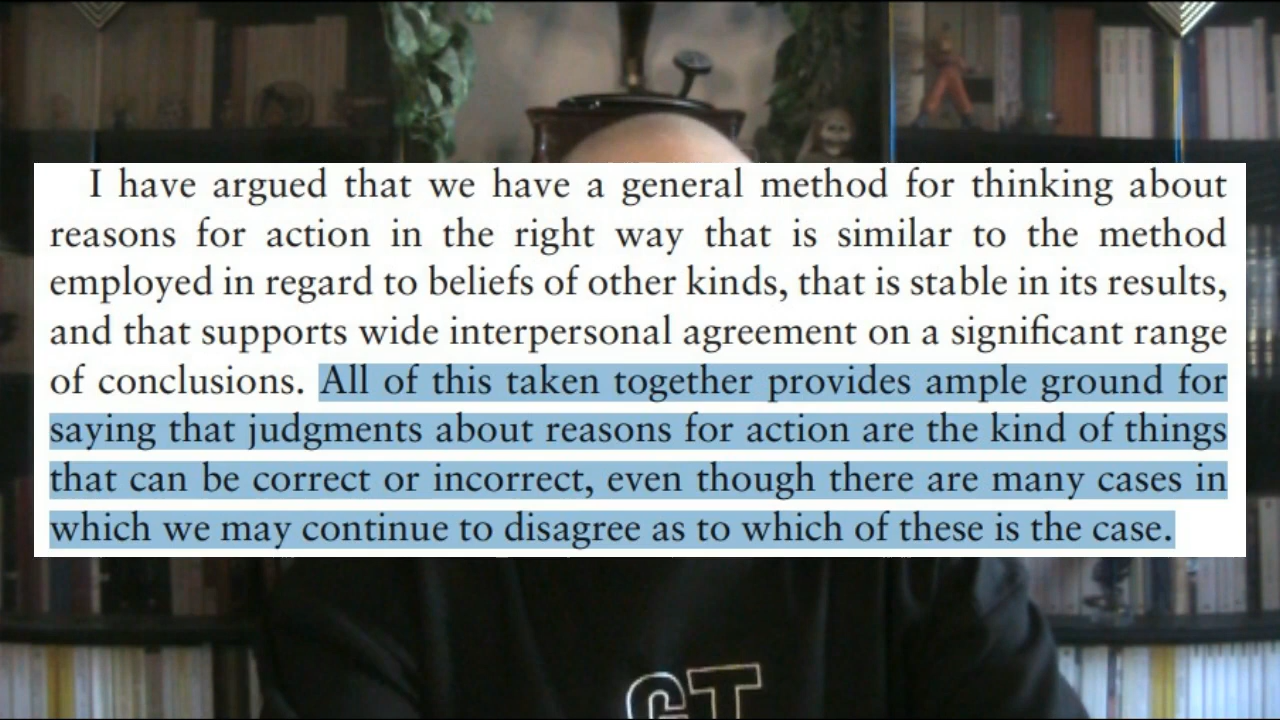 I have argued that we have a general method for thinking about
reasons for action in the right way that is similar to the method
employed in regard to beliefs of other kinds, that is stable in its results,
and that supports wide interpersonal agreement on a significant range
of conclusions. All of this taken together provides ample ground for
saying that judgments about reasons for action are the kind of things
that can be correct or incorrect, even though there are many cases in
which we may continue to disagree as to which of these is the case.
GT